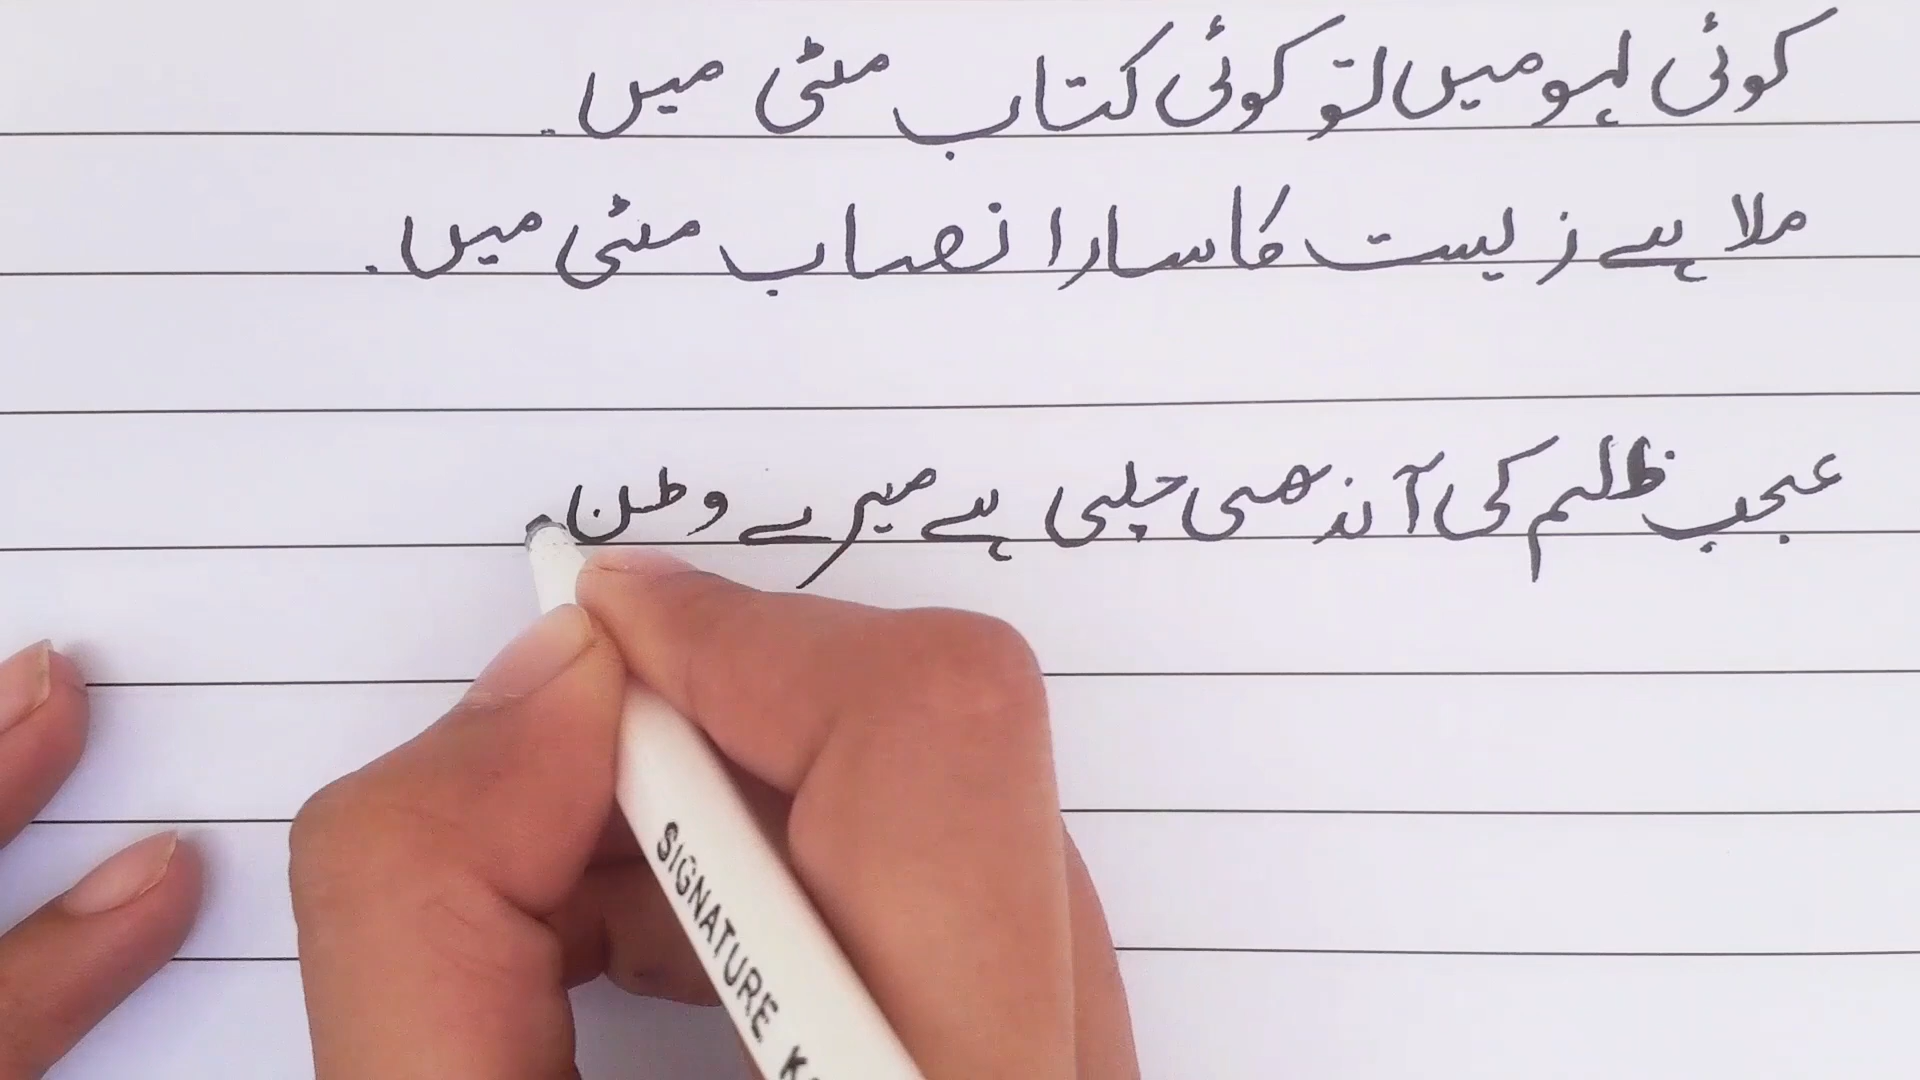 کوئی لہو میں تو کوئی کتاب مٹی میں.
ملا ہے زیست کا سارا نصاب مٹی میں.
عجب ظلم کی آندھی چلی ہے میرے وطن
SIGNATURE